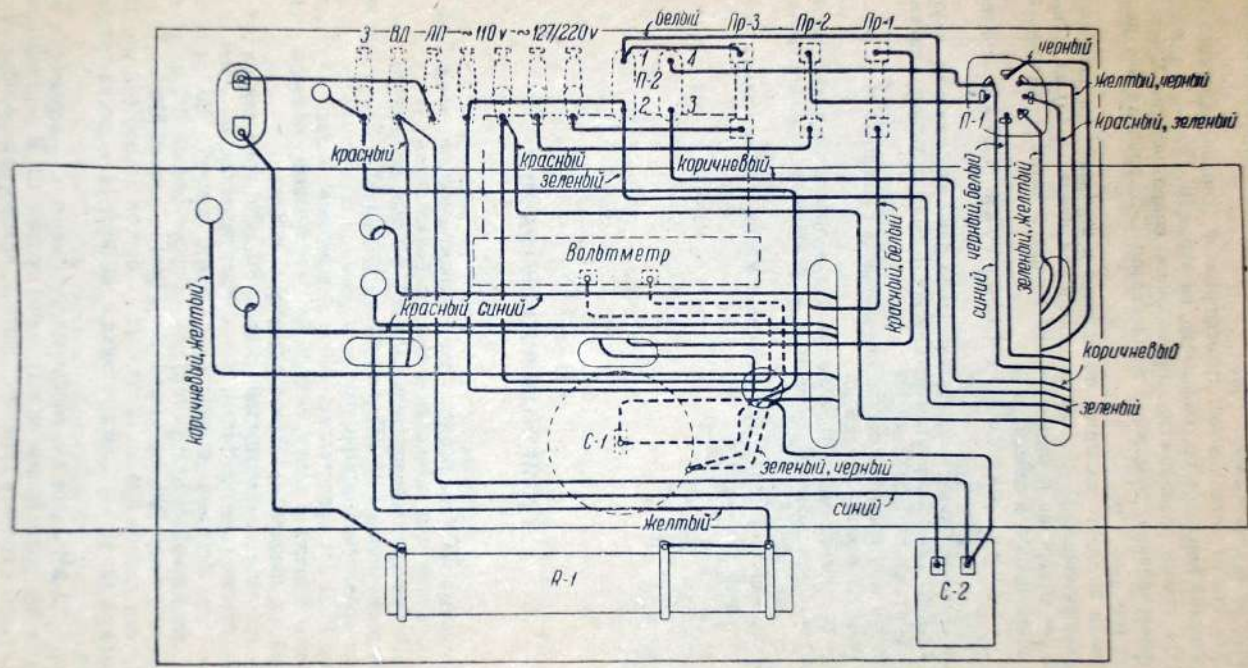 белый
Пр-3
Пр-2
Пр-1
З
ВЛ
ЛП
~110 v
~127/220 v
1
4
П-2
2
3
черный
желтый, черный
красный, зеленый
П-1
красный
красный
зеленый
коричневый
Вольтметр
красный
синий
красный, белый
синий
черный, белый
зеленый, желтый
коричневый, желтый
коричневый
зеленый
С-1
зеленый, черный
синий
желтый
R-1
С-2